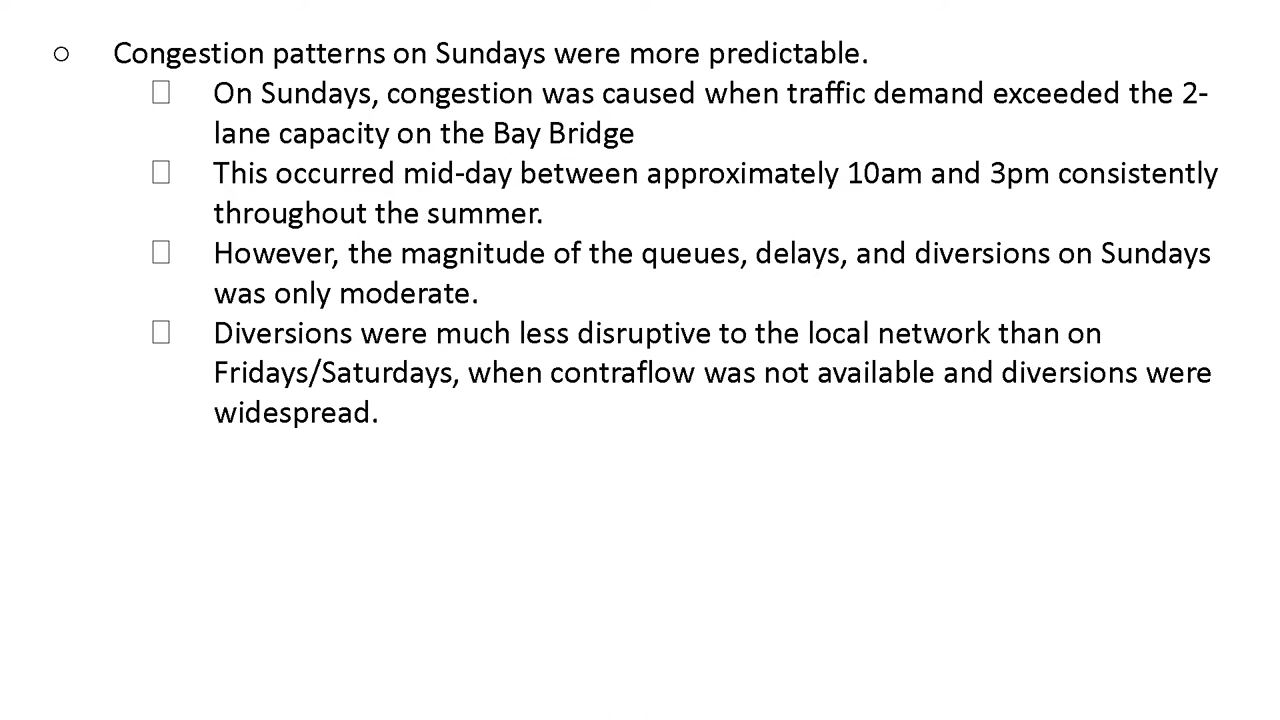 ○ Congestion patterns on Sundays were more predictable.
On Sundays, congestion was caused when traffic demand exceeded the 2-
lane capacity on the Bay Bridge
This occurred mid-day between approximately 10am and 3pm consistently
throughout the summer.
However, the magnitude of the queues, delays, and diversions on Sundays
was only moderate.
Diversions were much less disruptive to the local network than on
Fridays/Saturdays, when contraflow was not available and diversions were
widespread.